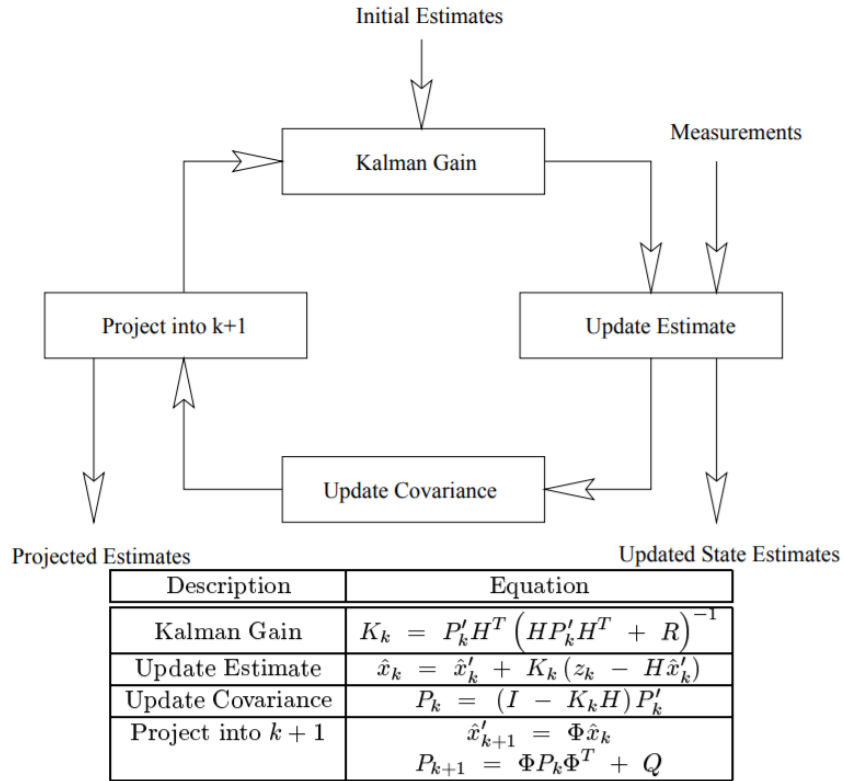 Initial Estimates
Measurements
Kalman Gain
Project into k+1
Update Estimate
Update Covariance
Projected Estimates
Updated State Estimates
Description Equation
Kalman Gain K_k = P'_k H^T (H P'_k H^T + R)^{-1}
Update Estimate x̂_k = x̂'_k + K_k (z_k − H x̂'_k)
Update Covariance P_k = (I − K_k H) P'_k
Project into k + 1 x̂'_{k+1} = Φ x̂_k
P_{k+1} = Φ P_k Φ^T + Q